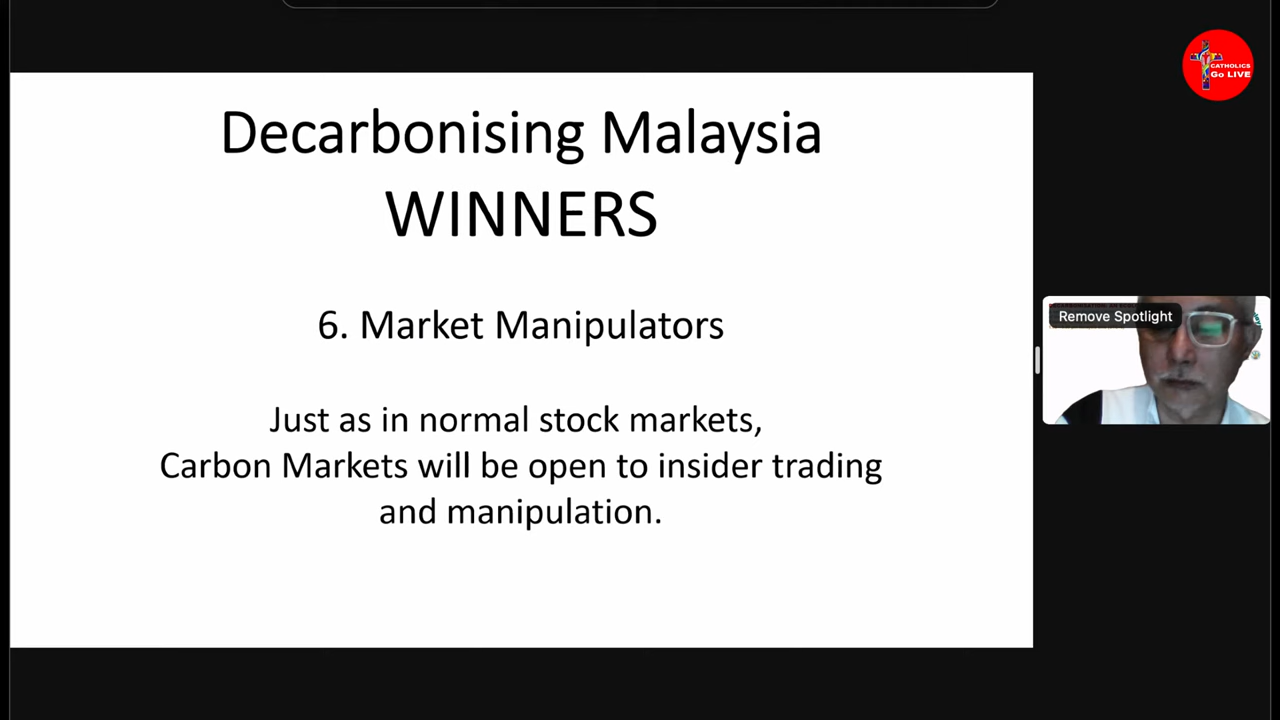 CATHOLICS
Go LIVE
Decarbonising Malaysia
WINNERS
6. Market Manipulators
Just as in normal stock markets,
Carbon Markets will be open to insider trading
and manipulation.
Remove Spotlight